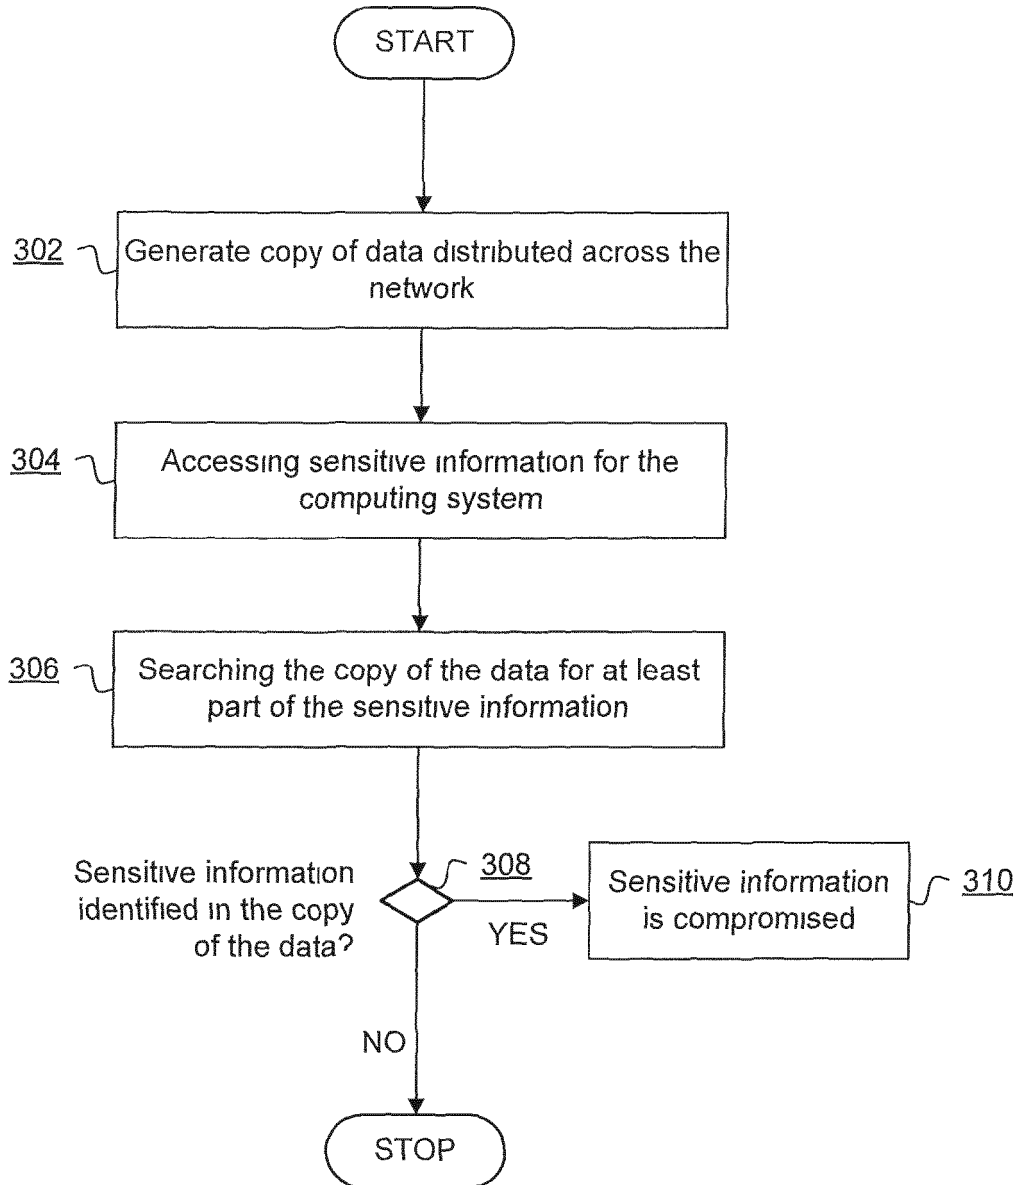 START
302
Generate copy of data distributed across the
network
304
Accessing sensitive information for the
computing system
306
Searching the copy of the data for at least
part of the sensitive information
Sensitive information
identified in the copy
of the data?
308
YES
Sensitive information
is compromised
310
NO
STOP